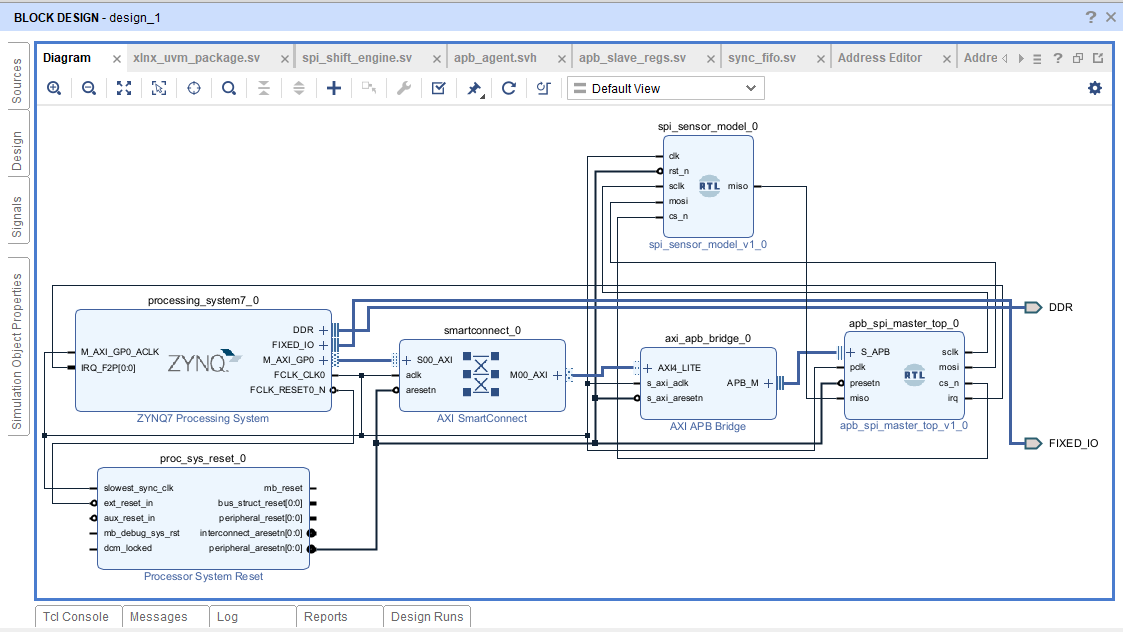 BLOCK DESIGN - design_1
? ×
Sources
Design
Signals
Simulation Object Properties
Diagram
xlnx_uvm_package.sv
spi_shift_engine.sv
apb_agent.svh
apb_slave_regs.sv
sync_fifo.sv
Address Editor
Addre
Default View
spi_sensor_model_0
clk
rst_n
sclk
mosi
cs_n
RTL
miso
spi_sensor_model_v1_0
processing_system7_0
M_AXI_GP0_ACLK
IRQ_F2P[0:0]
ZYNQ
DDR
FIXED_IO
M_AXI_GP0
FCLK_CLK0
FCLK_RESET0_N
ZYNQ7 Processing System
smartconnect_0
S00_AXI
aclk
aresetn
M00_AXI
AXI SmartConnect
axi_apb_bridge_0
AXI4_LITE
s_axi_aclk
s_axi_aresetn
APB_M
AXI APB Bridge
apb_spi_master_top_0
S_APB
pclk
presetn
miso
RTL
sclk
mosi
cs_n
irq
apb_spi_master_top_v1_0
DDR
FIXED_IO
proc_sys_reset_0
slowest_sync_clk
ext_reset_in
aux_reset_in
mb_debug_sys_rst
dcm_locked
mb_reset
bus_struct_reset[0:0]
peripheral_reset[0:0]
interconnect_aresetn[0:0]
peripheral_aresetn[0:0]
Processor System Reset
Tcl Console
Messages
Log
Reports
Design Runs